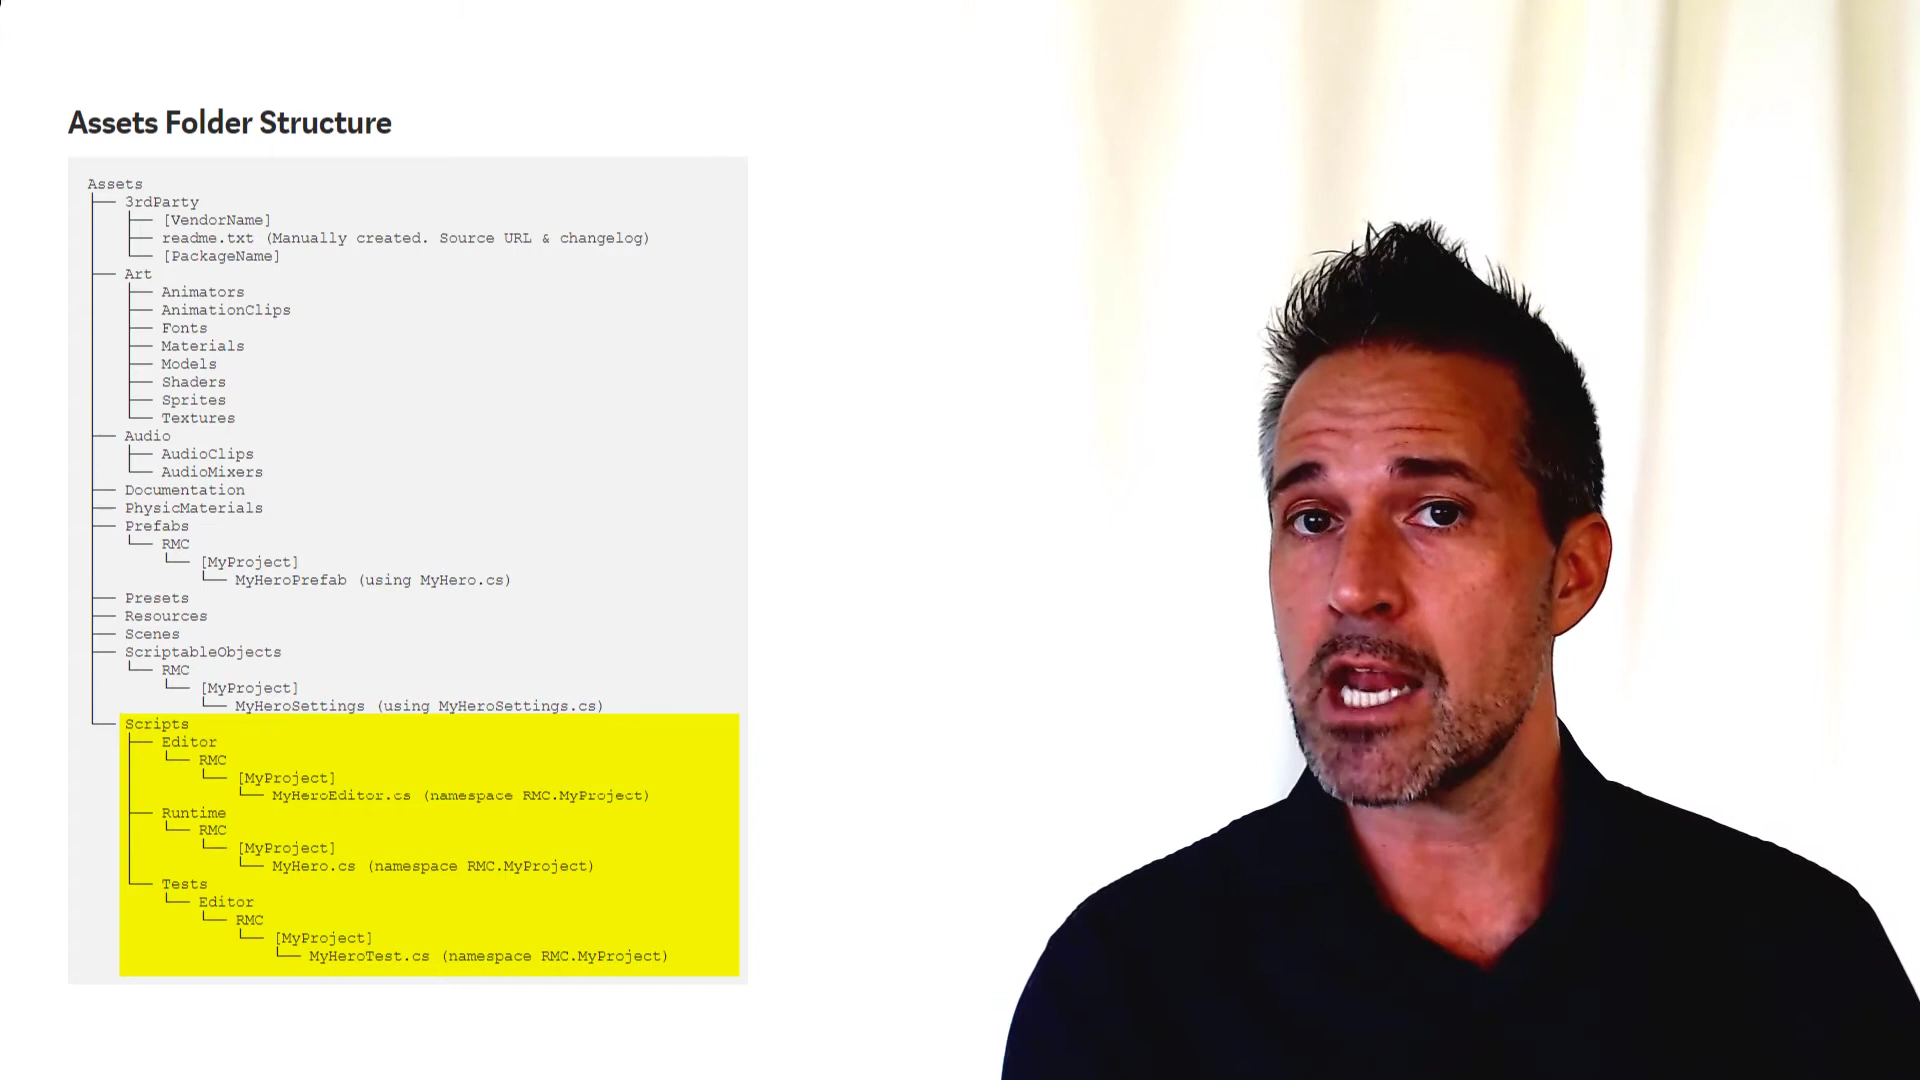 Assets Folder Structure
Assets
├── 3rdParty
│   ├── [VendorName]
│   ├── readme.txt (Manually created. Source URL & changelog)
│   └── [PackageName]
├── Art
│   ├── Animators
│   ├── AnimationClips
│   ├── Fonts
│   ├── Materials
│   ├── Models
│   ├── Shaders
│   ├── Sprites
│   └── Textures
├── Audio
│   ├── AudioClips
│   └── AudioMixers
├── Documentation
├── PhysicMaterials
├── Prefabs
│   └── RMC
│       └── [MyProject]
│           └── MyHeroPrefab (using MyHero.cs)
├── Presets
├── Resources
├── Scenes
├── ScriptableObjects
│   └── RMC
│       └── [MyProject]
│           └── MyHeroSettings (using MyHeroSettings.cs)
└── Scripts
    ├── Editor
    │   └── RMC
    │       └── [MyProject]
    │           └── MyHeroEditor.cs (namespace RMC.MyProject)
    ├── Runtime
    │   └── RMC
    │       └── [MyProject]
    │           └── MyHero.cs (namespace RMC.MyProject)
    └── Tests
        └── Editor
            └── RMC
                └── [MyProject]
                    └── MyHeroTest.cs (namespace RMC.MyProject)